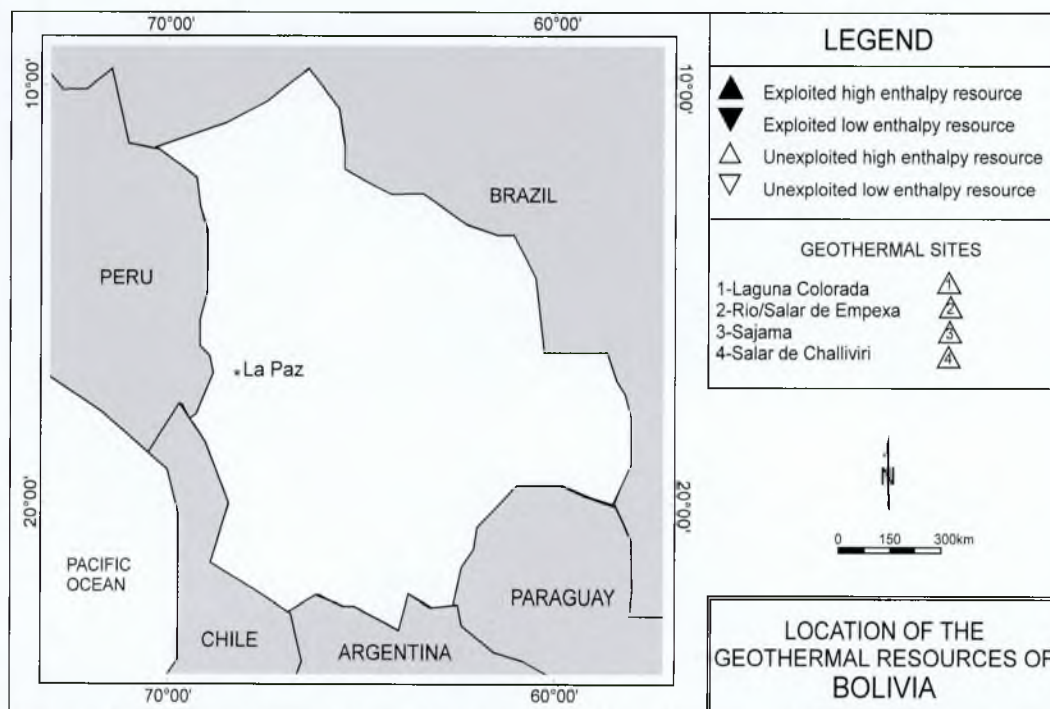 70°00' 60°00'
10°00' 10°00'
BRAZIL
PERU
La Paz
20°00' 20°00'
PACIFIC
OCEAN
PARAGUAY
CHILE
ARGENTINA
70°00' 60°00'
LEGEND
Exploited high enthalpy resource
Exploited low enthalpy resource
Unexploited high enthalpy resource
Unexploited low enthalpy resource
GEOTHERMAL SITES
1-Laguna Colorada 1
2-Rio/Salar de Empexa 2
3-Sajama 3
4-Salar de Challiviri 4
N
0 150 300km
LOCATION OF THE
GEOTHERMAL RESOURCES OF
BOLIVIA